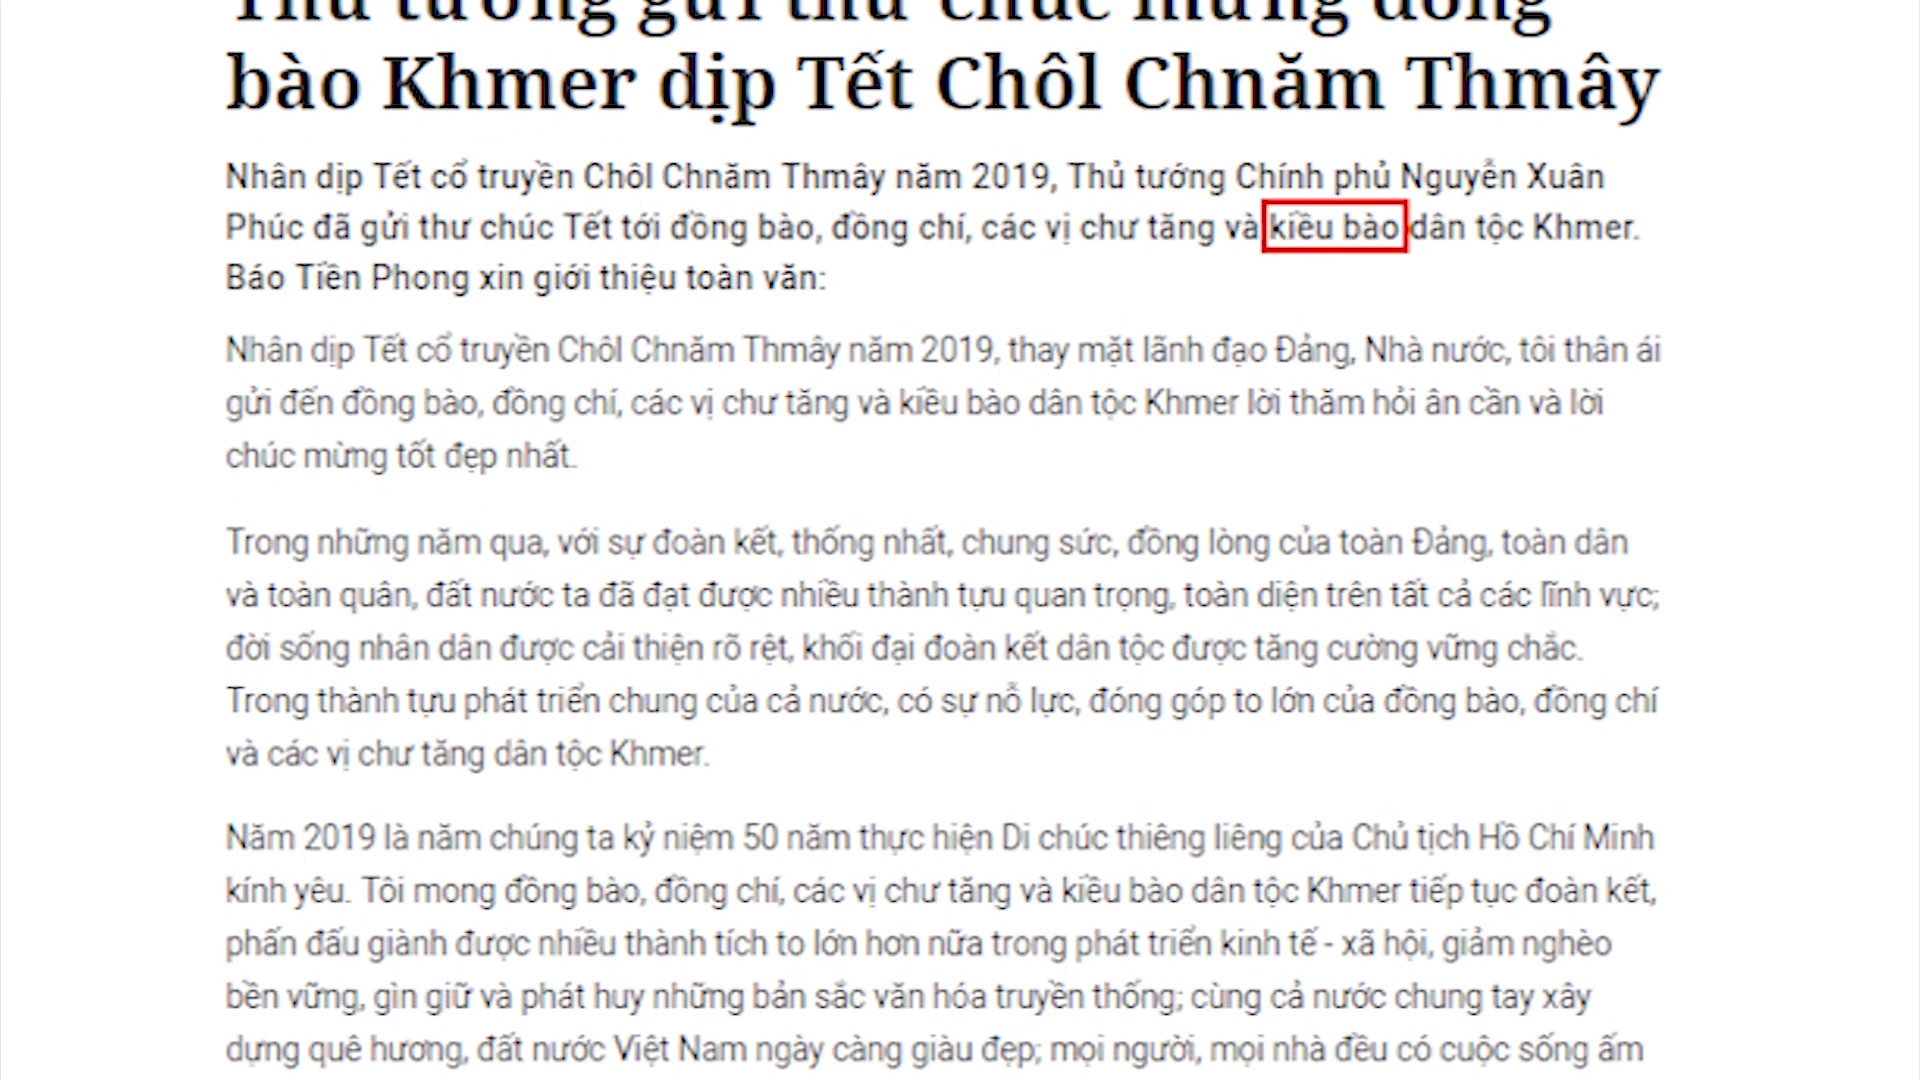 Thủ tướng gửi thư chúc mừng đồng
bào Khmer dịp Tết Chôl Chnăm Thmây
Nhân dịp Tết cổ truyền Chôl Chnăm Thmây năm 2019, Thủ tướng Chính phủ Nguyễn Xuân
Phúc đã gửi thư chúc Tết tới đồng bào, đồng chí, các vị chư tăng và kiều bào dân tộc Khmer.
Báo Tiền Phong xin giới thiệu toàn văn:
Nhân dịp Tết cổ truyền Chôl Chnăm Thmây năm 2019, thay mặt lãnh đạo Đảng, Nhà nước, tôi thân ái
gửi đến đồng bào, đồng chí, các vị chư tăng và kiều bào dân tộc Khmer lời thăm hỏi ân cần và lời
chúc mừng tốt đẹp nhất.
Trong những năm qua, với sự đoàn kết, thống nhất, chung sức, đồng lòng của toàn Đảng, toàn dân
và toàn quân, đất nước ta đã đạt được nhiều thành tựu quan trọng, toàn diện trên tất cả các lĩnh vực;
đời sống nhân dân được cải thiện rõ rệt, khối đại đoàn kết dân tộc được tăng cường vững chắc.
Trong thành tựu phát triển chung của cả nước, có sự nỗ lực, đóng góp to lớn của đồng bào, đồng chí
và các vị chư tăng dân tộc Khmer.
Năm 2019 là năm chúng ta kỷ niệm 50 năm thực hiện Di chúc thiêng liêng của Chủ tịch Hồ Chí Minh
kính yêu. Tôi mong đồng bào, đồng chí, các vị chư tăng và kiều bào dân tộc Khmer tiếp tục đoàn kết,
phấn đấu giành được nhiều thành tích to lớn hơn nữa trong phát triển kinh tế - xã hội, giảm nghèo
bền vững, gìn giữ và phát huy những bản sắc văn hóa truyền thống; cùng cả nước chung tay xây
dựng quê hương, đất nước Việt Nam ngày càng giàu đẹp; mọi người, mọi nhà đều có cuộc sống ấm